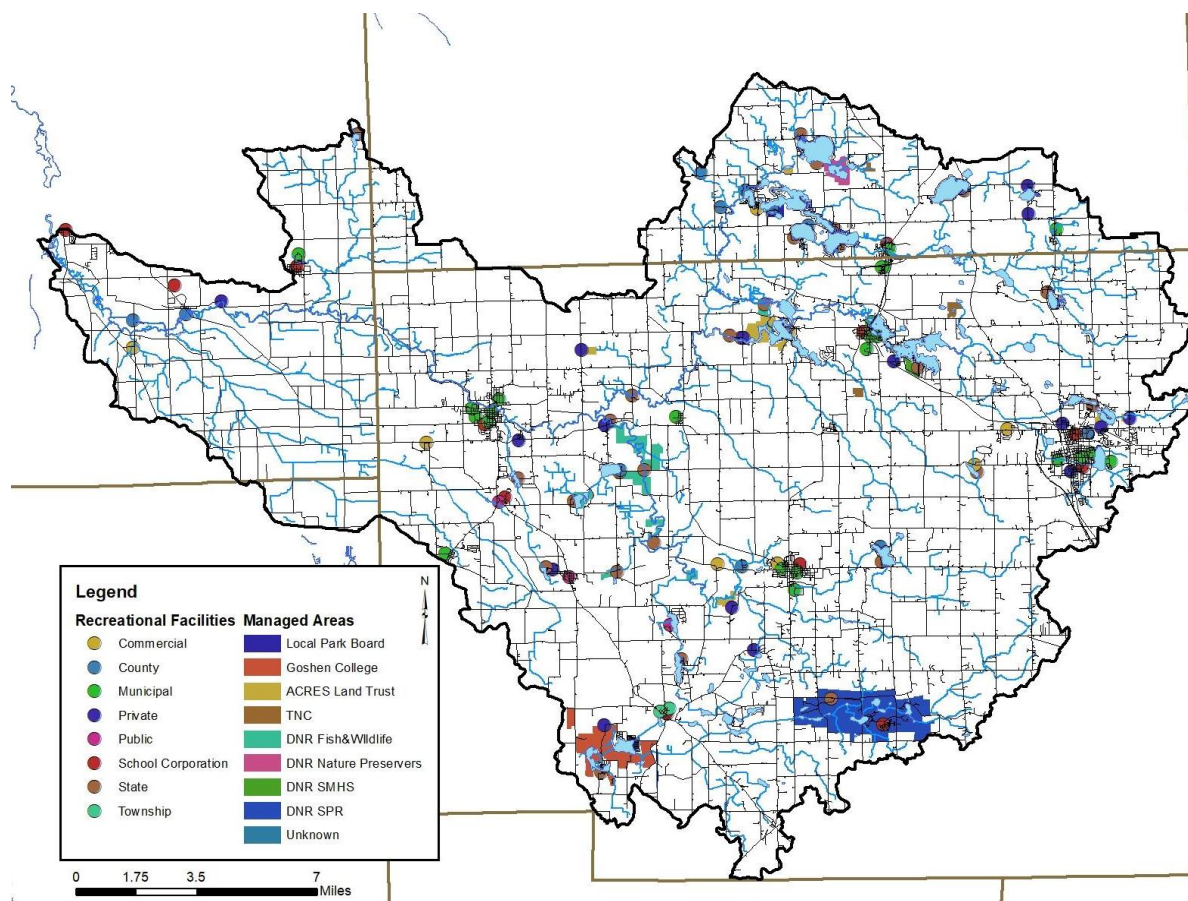 Legend
N
Recreational Facilities Managed Areas
Commercial
County
Municipal
Private
Public
School Corporation
State
Township
Local Park Board
Goshen College
ACRES Land Trust
TNC
DNR Fish&WIldlife
DNR Nature Preservers
DNR SMHS
DNR SPR
Unknown
0 1.75 3.5 7
Miles